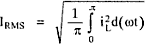 I_RMS = √(1/π ∫₀^π i_L² d(ωt))